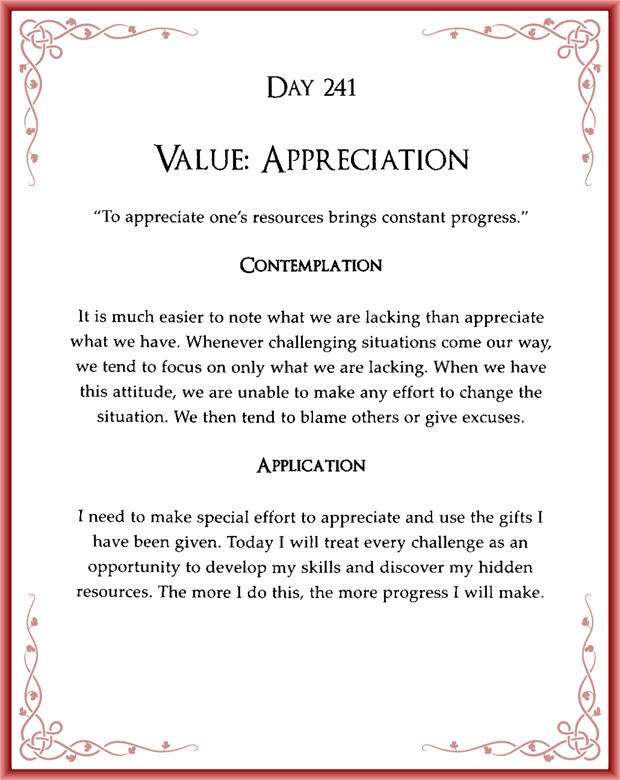 Day 241
Value: Appreciation
“To appreciate one’s resources brings constant progress.”
Contemplation
It is much easier to note what we are lacking than appreciate
what we have. Whenever challenging situations come our way,
we tend to focus on only what we are lacking. When we have
this attitude, we are unable to make any effort to change the
situation. We then tend to blame others or give excuses.
Application
I need to make special effort to appreciate and use the gifts I
have been given. Today I will treat every challenge as an
opportunity to develop my skills and discover my hidden
resources. The more I do this, the more progress I will make.